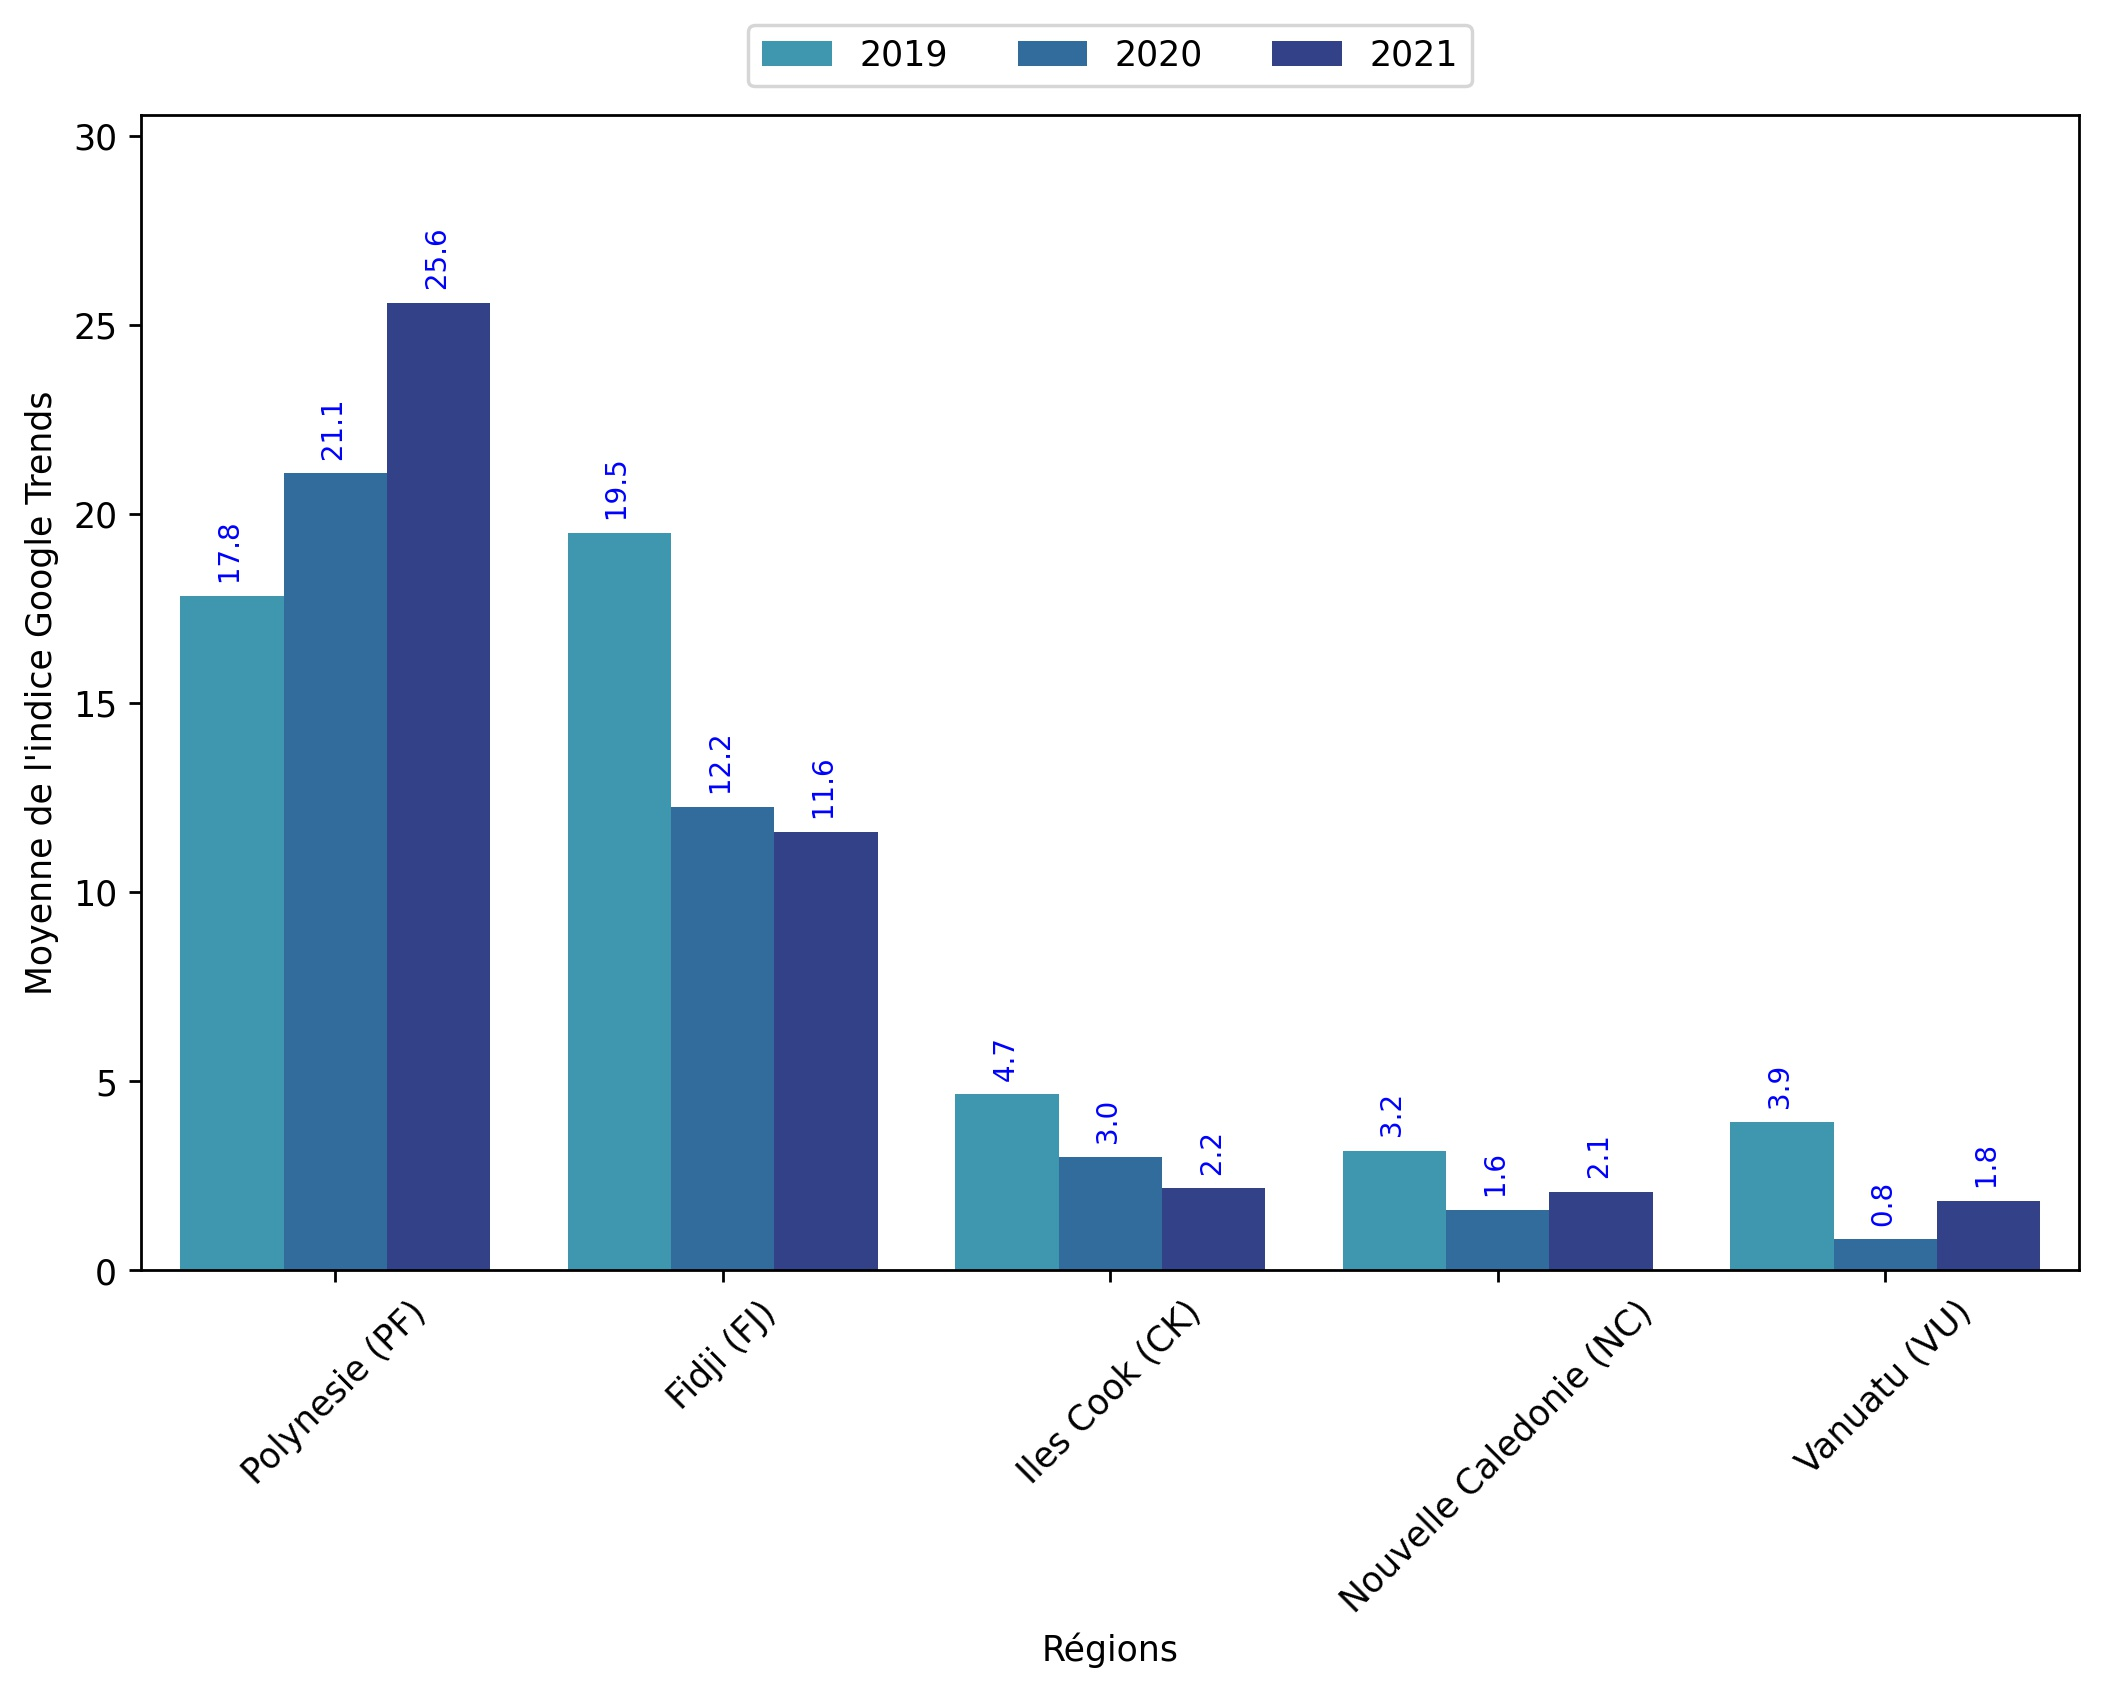 2019 2020 2021
30
25
20
15
10
5
0
Moyenne de l'indice Google Trends
17.8
21.1
25.6
19.5
12.2
11.6
4.7
3.0
2.2
3.2
1.6
2.1
3.9
0.8
1.8
Polynesie (PF)
Fidji (FJ)
Iles Cook (CK)
Nouvelle Caledonie (NC)
Vanuatu (VU)
Régions